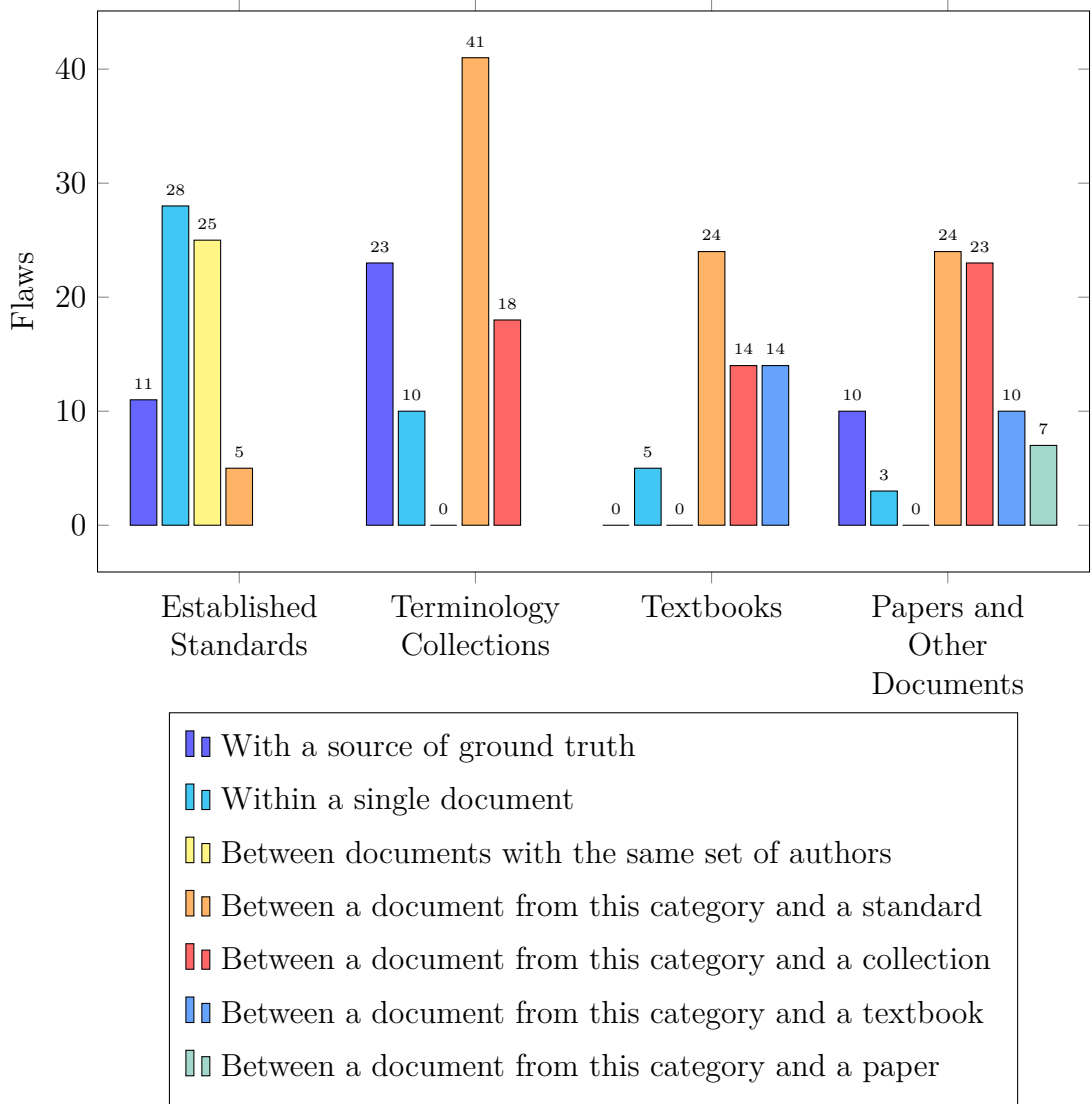 41
40
30
28
25
24
24
23
23
20
18
14
14
11
10
10
10
7
5
5
3
0
0
0
0
0
Flaws
Established Standards
Terminology Collections
Textbooks
Papers and Other Documents
With a source of ground truth
Within a single document
Between documents with the same set of authors
Between a document from this category and a standard
Between a document from this category and a collection
Between a document from this category and a textbook
Between a document from this category and a paper